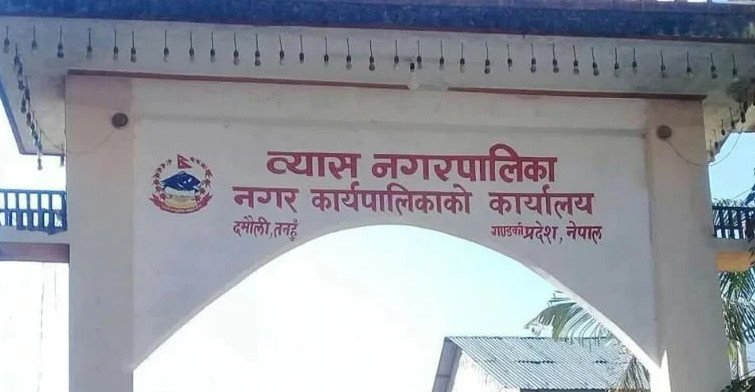 व्यास नगरपालिका
नगर कार्यपालिकाको कार्यालय
दमौली,तनहुँ गण्डकी प्रदेश, नेपाल